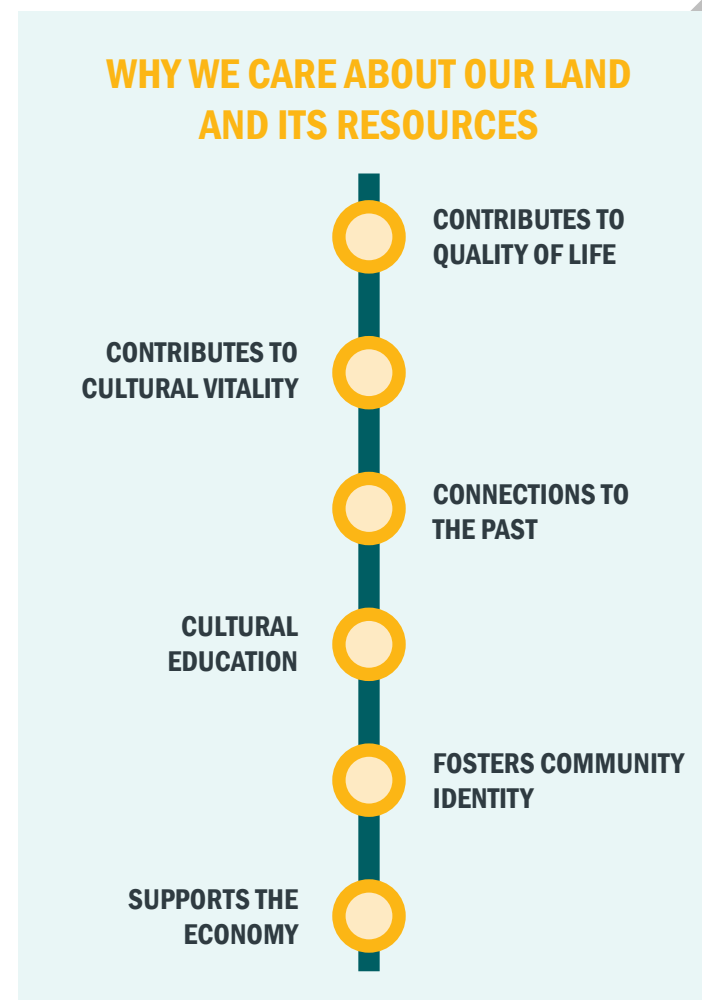 WHY WE CARE ABOUT OUR LAND
AND ITS RESOURCES
CONTRIBUTES TO
QUALITY OF LIFE
CONTRIBUTES TO
CULTURAL VITALITY
CONNECTIONS TO
THE PAST
CULTURAL
EDUCATION
FOSTERS COMMUNITY
IDENTITY
SUPPORTS THE
ECONOMY